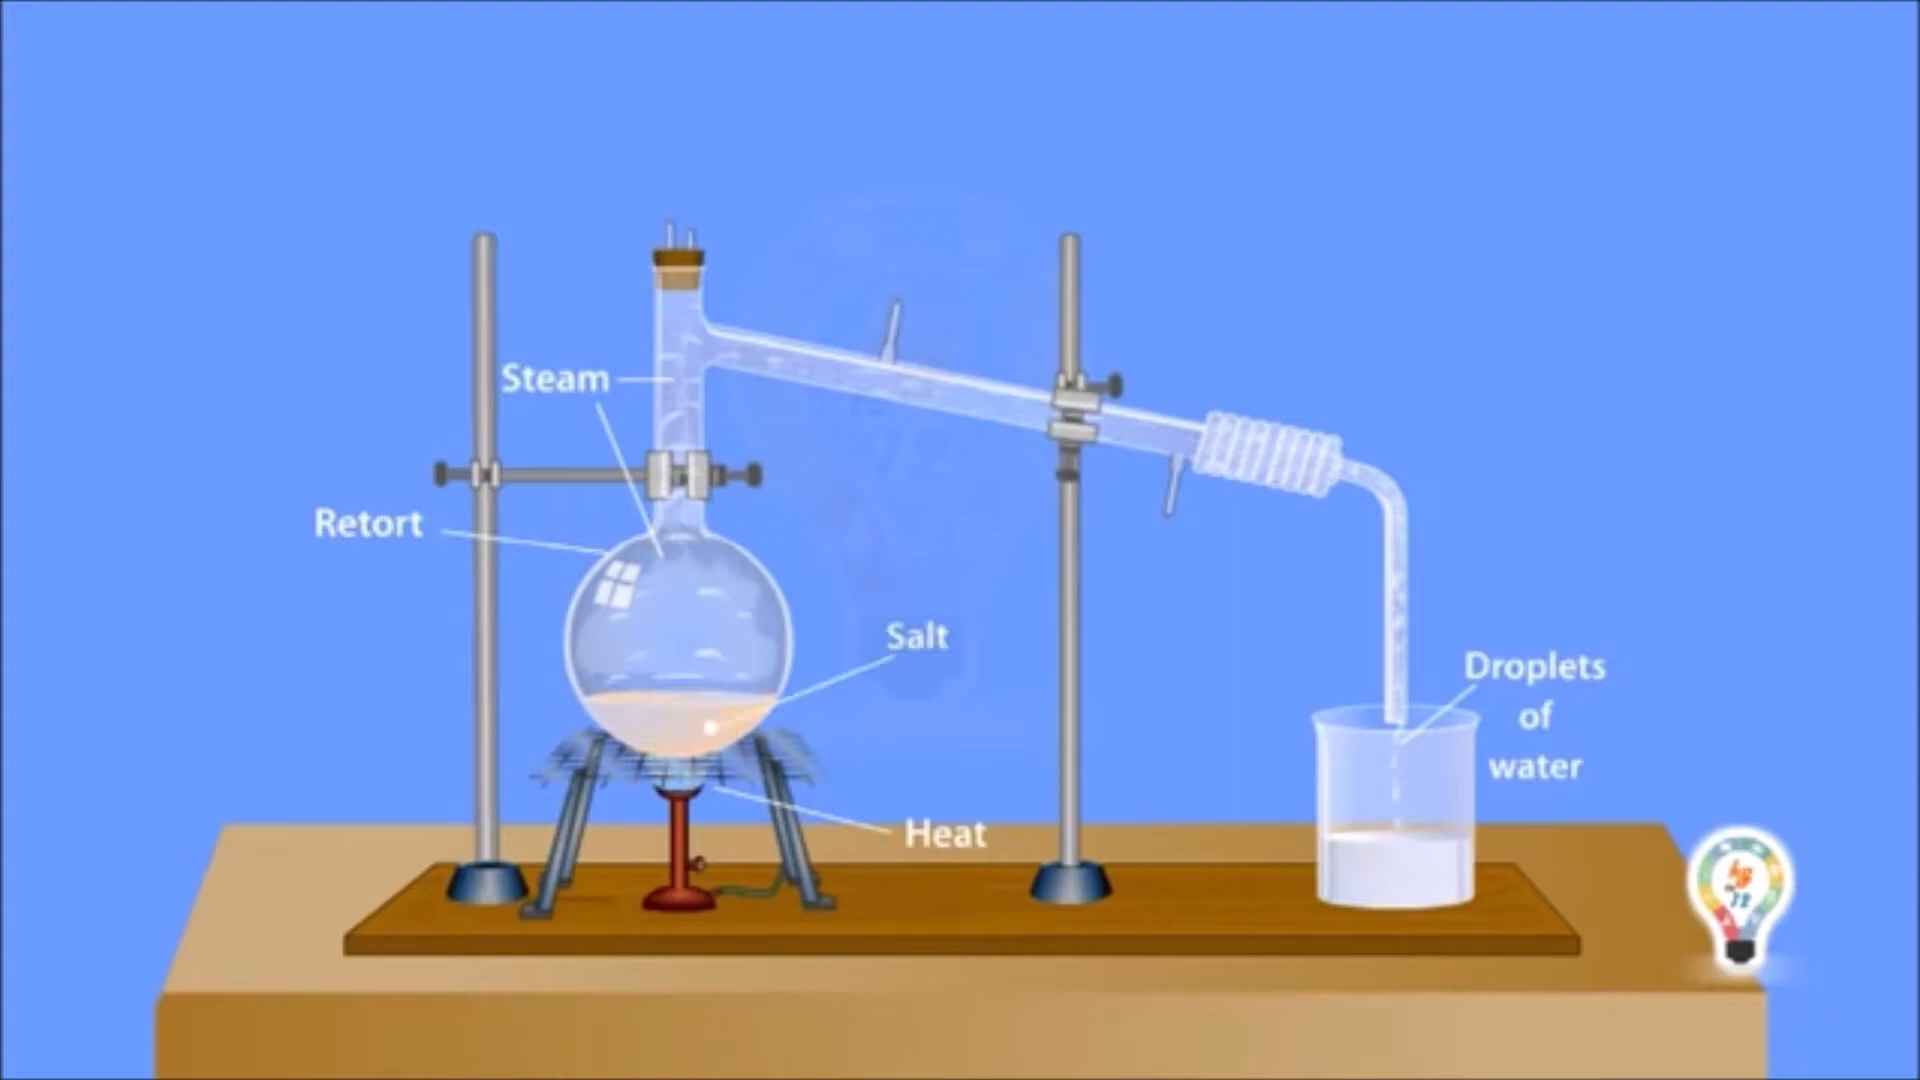 Steam
Retort
Salt
Droplets
of
water
Heat